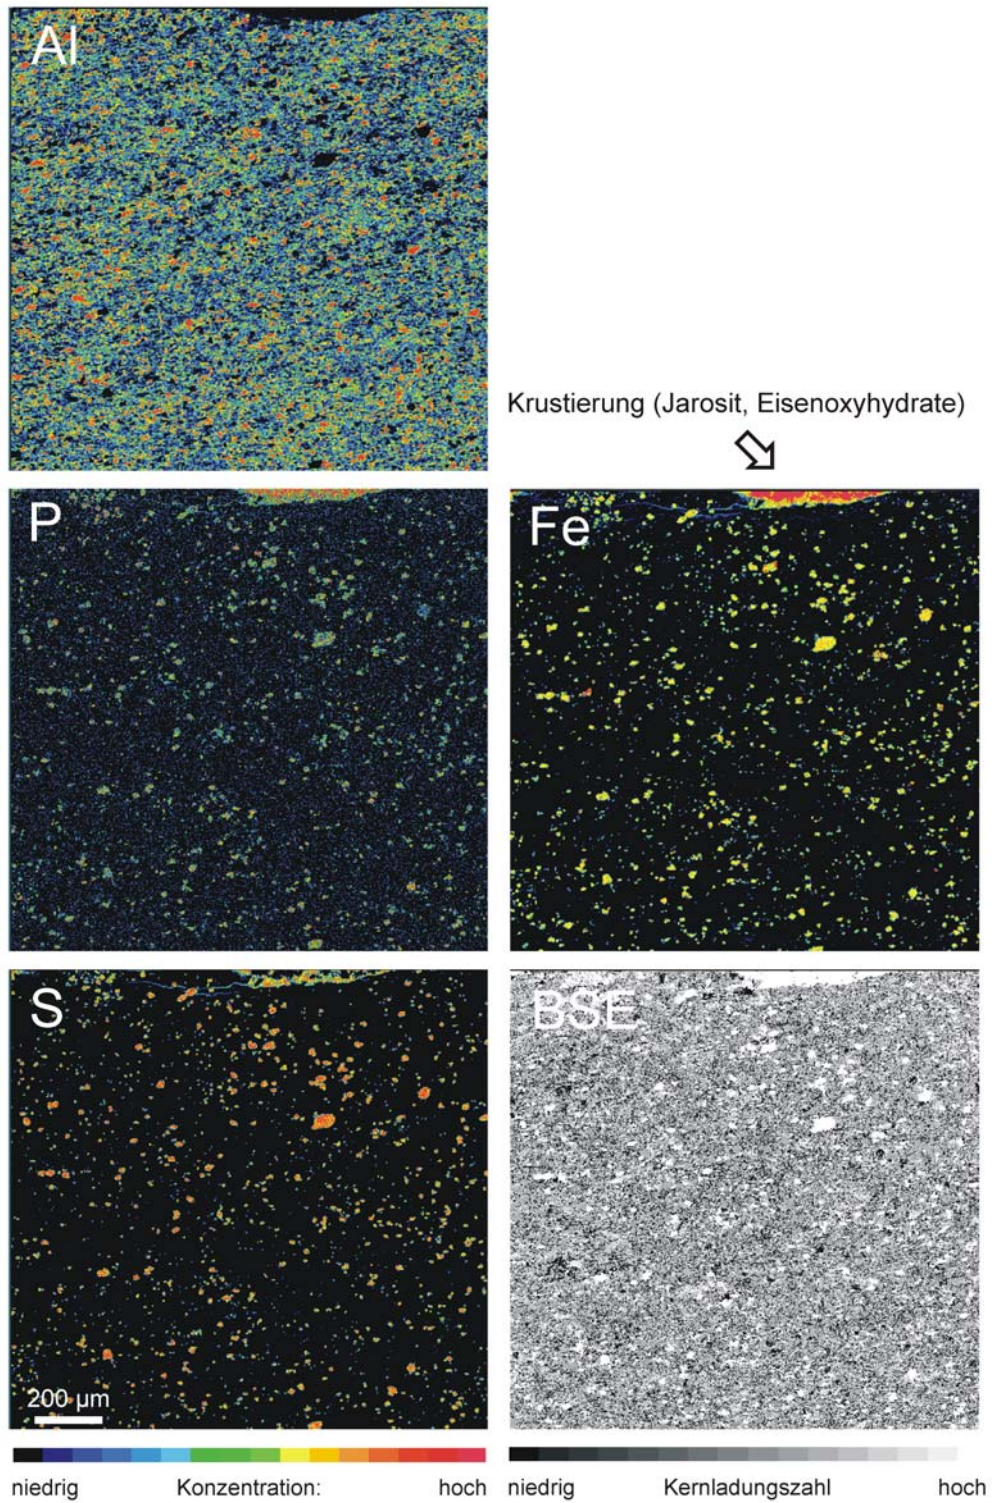 Al
Krustierung (Jarosit, Eisenoxyhydrate)
P
Fe
S
BSE
200 µm
niedrig Konzentration: hoch
niedrig Kernladungszahl hoch